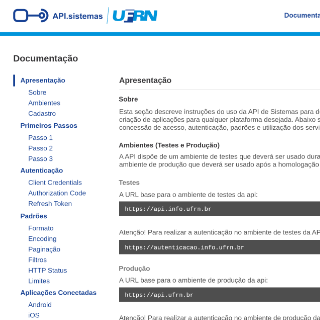 API.sistemas UFRN Documenta
Documentação
Apresentação
Sobre
Ambientes
Cadastro
Primeiros Passos
Passo 1
Passo 2
Passo 3
Autenticação
Client Credentials
Authorization Code
Refresh Token
Padrões
Formato
Encoding
Paginação
Filtros
HTTP Status
Limites
Aplicações Conectadas
Android
iOS
Apresentação
Sobre
Esta seção descreve instruções do uso da API de Sistemas para d
criação de aplicações para qualquer plataforma desejada. Abaixo s
concessão de acesso, autenticação, padrões e utilização dos servi
Ambientes (Testes e Produção)
A API dispõe de um ambiente de testes que deverá ser usado dura
ambiente de produção que deverá ser usado após a homologação
Testes
A URL base para o ambiente de testes da api:
https://api.info.ufrn.br
Atenção! Para realizar a autenticação no ambiente de testes da AP
https://autenticacao.info.ufrn.br
Produção
A URL base para o ambiente de produção da api:
https://api.ufrn.br
Atenção! Para realizar a autenticação no ambiente de produção da